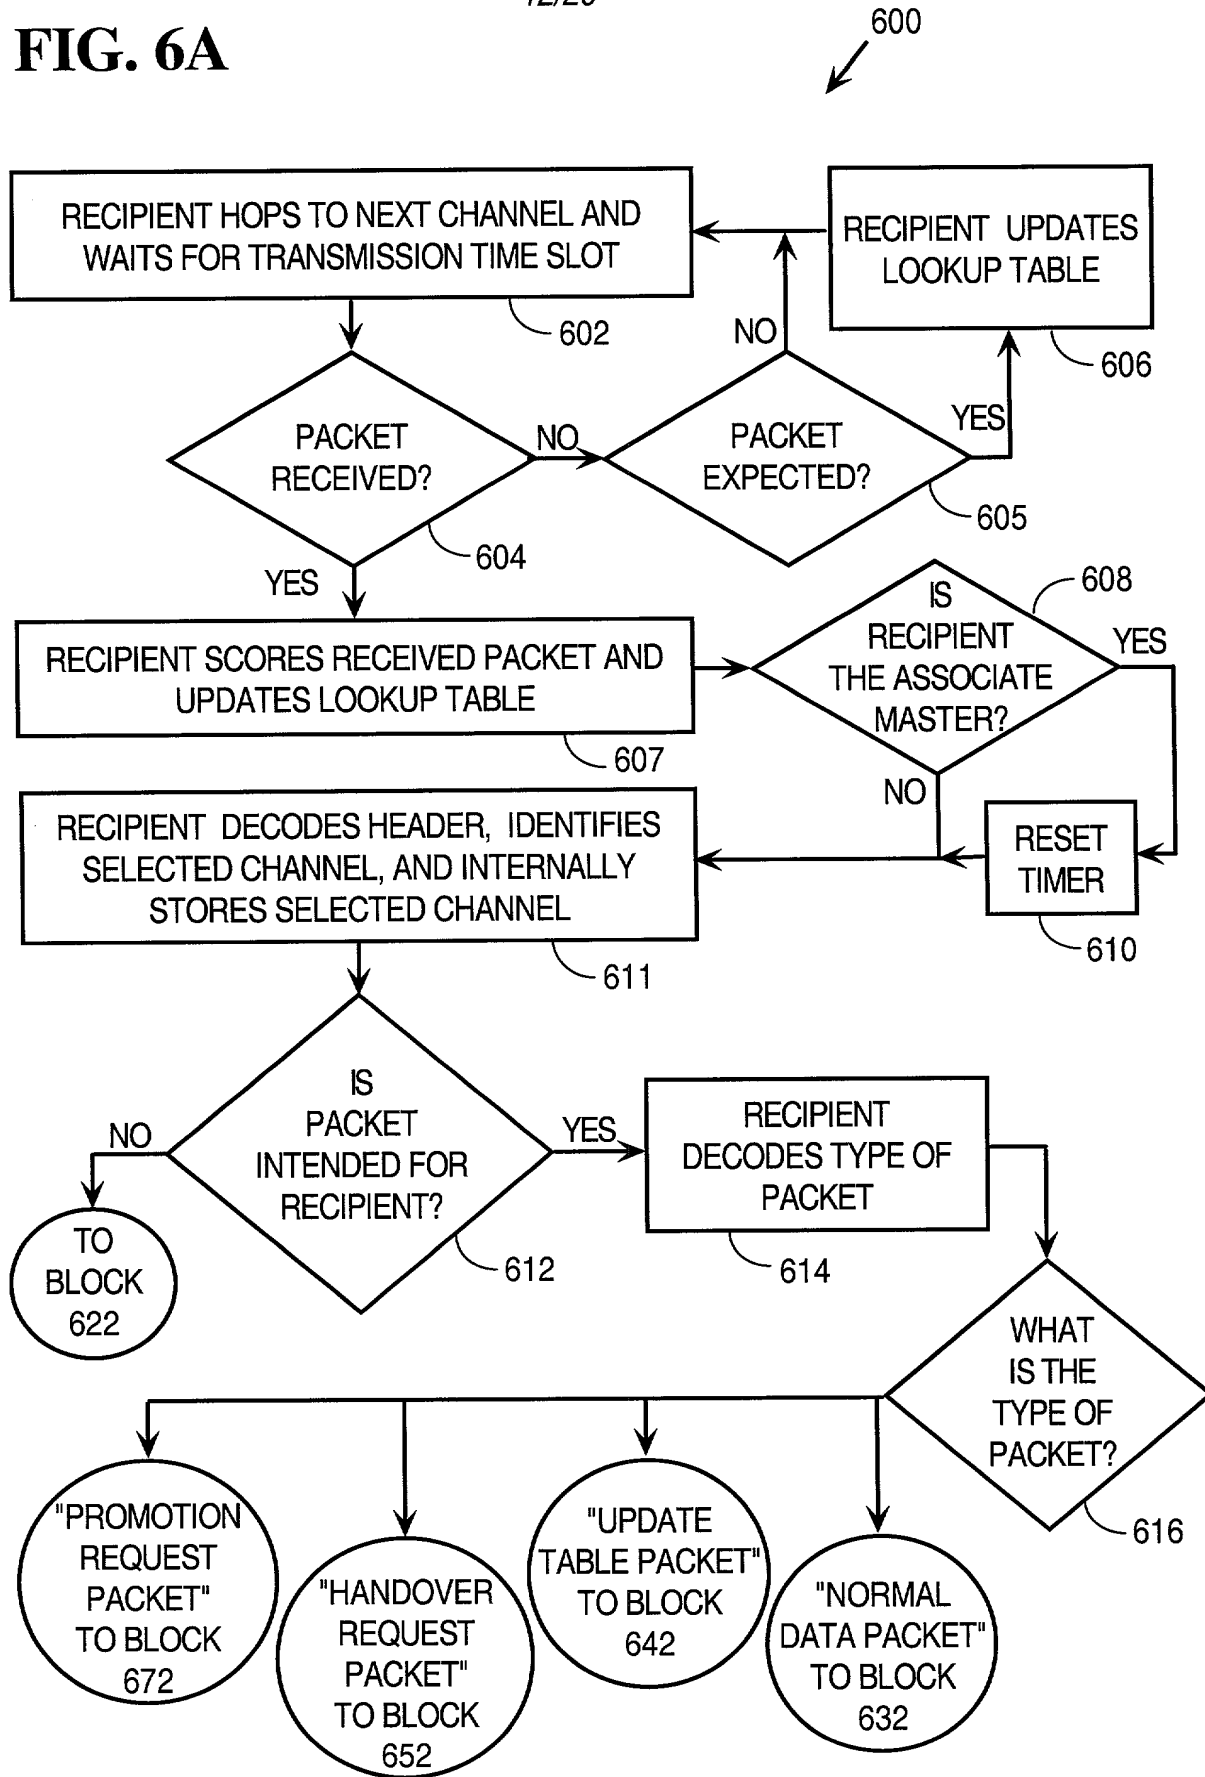 FIG. 6A
600
RECIPIENT HOPS TO NEXT CHANNEL AND
WAITS FOR TRANSMISSION TIME SLOT
602
RECIPIENT UPDATES
LOOKUP TABLE
606
NO
YES
PACKET
RECEIVED?
604
NO
PACKET
EXPECTED?
605
YES
RECIPIENT SCORES RECEIVED PACKET AND
UPDATES LOOKUP TABLE
607
IS
RECIPIENT
THE ASSOCIATE
MASTER?
608
YES
NO
RESET
TIMER
610
RECIPIENT DECODES HEADER, IDENTIFIES
SELECTED CHANNEL, AND INTERNALLY
STORES SELECTED CHANNEL
611
IS
PACKET
INTENDED FOR
RECIPIENT?
612
NO
TO
BLOCK
622
YES
RECIPIENT
DECODES TYPE OF
PACKET
614
WHAT
IS THE
TYPE OF
PACKET?
616
"PROMOTION
REQUEST
PACKET"
TO BLOCK
672
"HANDOVER
REQUEST
PACKET"
TO BLOCK
652
"UPDATE
TABLE PACKET"
TO BLOCK
642
"NORMAL
DATA PACKET"
TO BLOCK
632